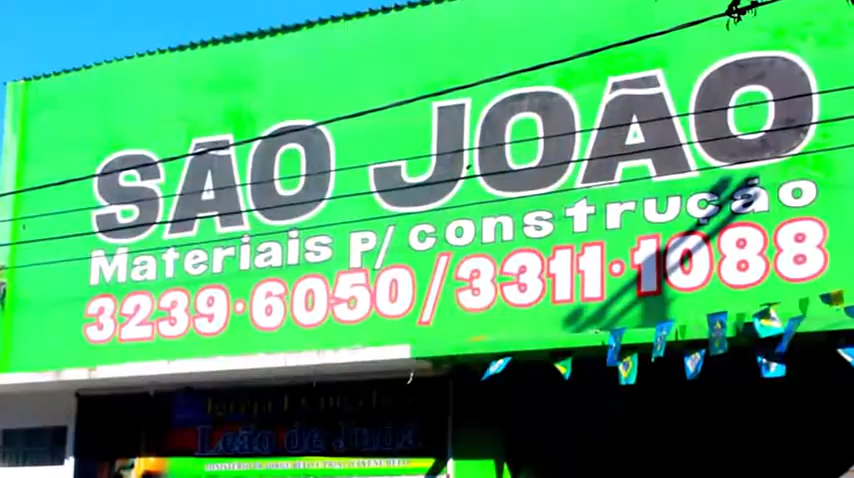 SÃO JOÃO
Materiais p/ construção
3239·6050/3311·1088
Leão de Judá